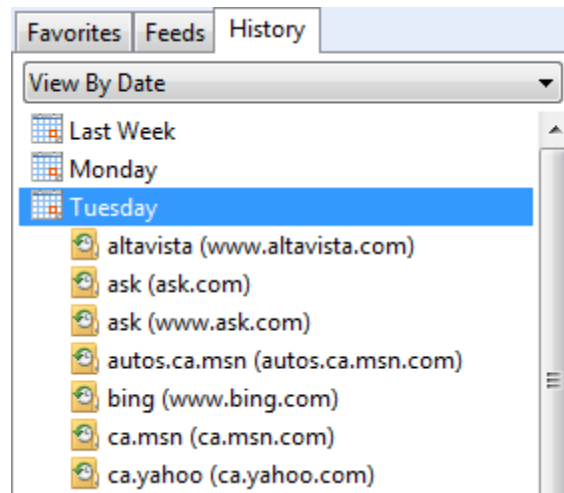 Favorites Feeds History
View By Date
Last Week
Monday
Tuesday
altavista (www.altavista.com)
ask (ask.com)
ask (www.ask.com)
autos.ca.msn (autos.ca.msn.com)
bing (www.bing.com)
ca.msn (ca.msn.com)
ca.yahoo (ca.yahoo.com)